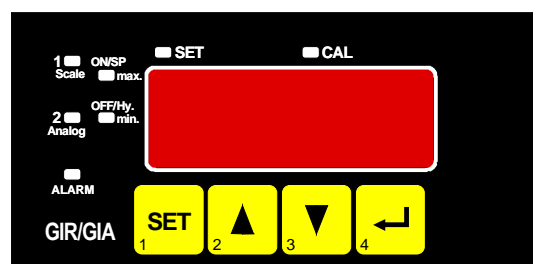 SET CAL
1 ON/SP
Scale max.
OFF/Hy.
2 min.
Analog
ALARM
GIR/GIA
SET
1 2 3 4